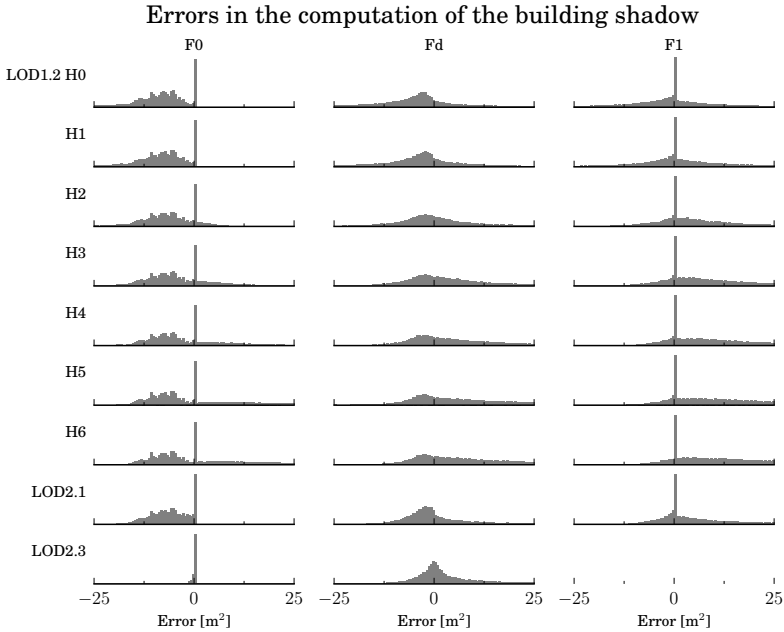 Errors in the computation of the building shadow
F0 Fd F1
LOD1.2 H0
H1
H2
H3
H4
H5
H6
LOD2.1
LOD2.3
−25 0 25 −25 0 25 −25 0 25
Error [m²] Error [m²] Error [m²]